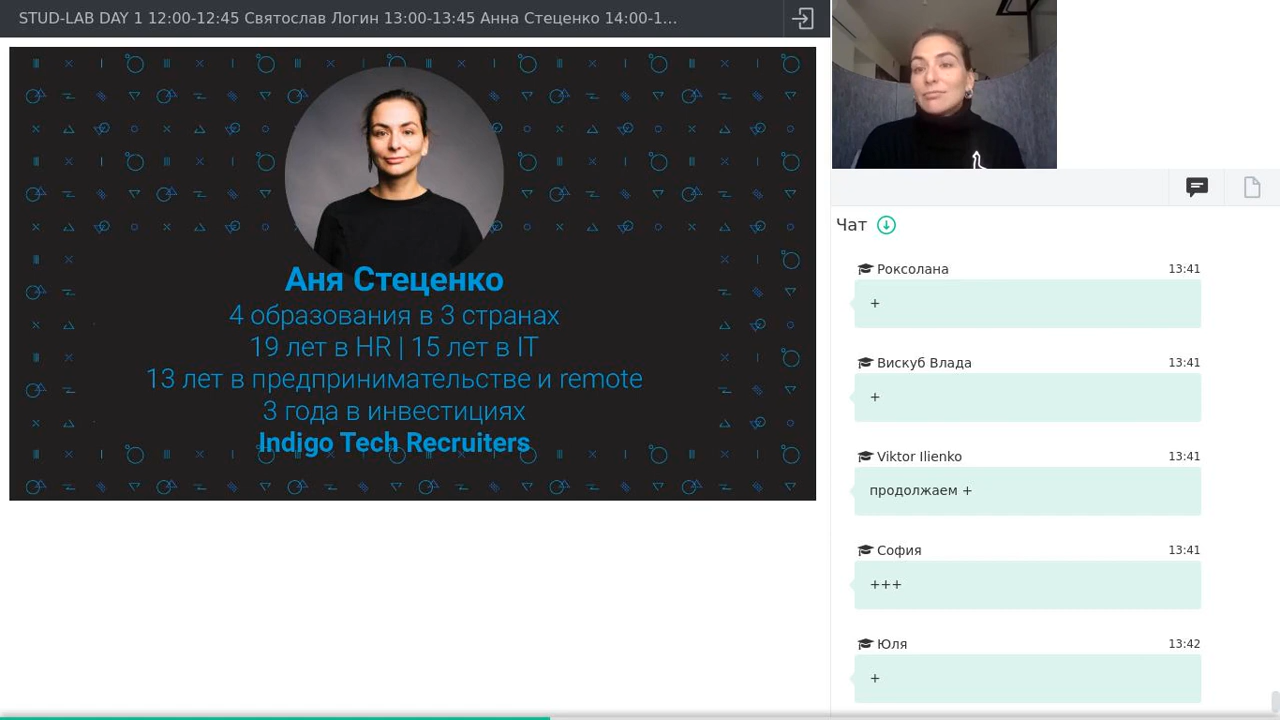 STUD-LAB DAY 1 12:00-12:45 Святослав Логин 13:00-13:45 Анна Стеценко 14:00-1...
Аня Стеценко
4 образования в 3 странах
19 лет в HR | 15 лет в IT
13 лет в предпринимательстве и remote
3 года в инвестициях
Indigo Tech Recruiters
Чат
Роксолана 13:41
+
Вискуб Влада 13:41
+
Viktor Ilienko 13:41
продолжаем +
София 13:41
+++
Юля 13:42
+